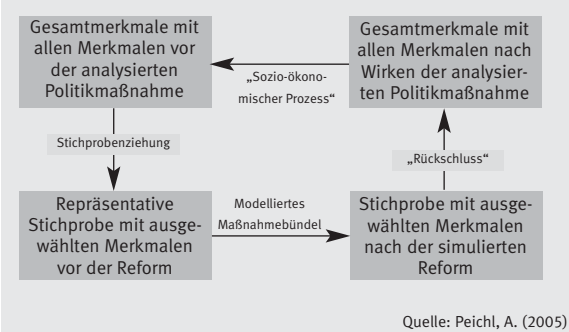 Gesamtmerkmale mit
allen Merkmalen vor
der analysierten
Politikmaßnahme
Gesamtmerkmale mit
allen Merkmalen nach
Wirken der analysier-
ten Politikmaßnahme
„Sozio-ökono-
mischer Prozess“
Stichprobenziehung
„Rückschluss“
Repräsentative
Stichprobe mit ausge-
wählten Merkmalen
vor der Reform
Modelliertes
Maßnahmebündel
Stichprobe mit ausge-
wählten Merkmalen
nach der simulierten
Reform
Quelle: Peichl, A. (2005)